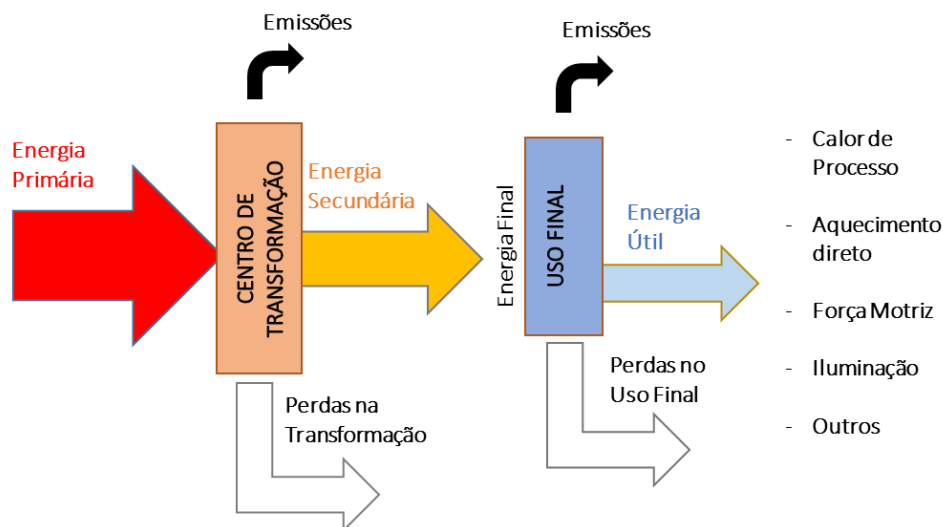 Emissões
Energia
Primária
CENTRO DE
TRANSFORMAÇÃO
Energia
Secundária
Perdas na
Transformação
Emissões
Energia Final
USO FINAL
Energia
Útil
Perdas no
Uso Final
- Calor de
Processo
- Aquecimento
direto
- Força Motriz
- Iluminação
- Outros